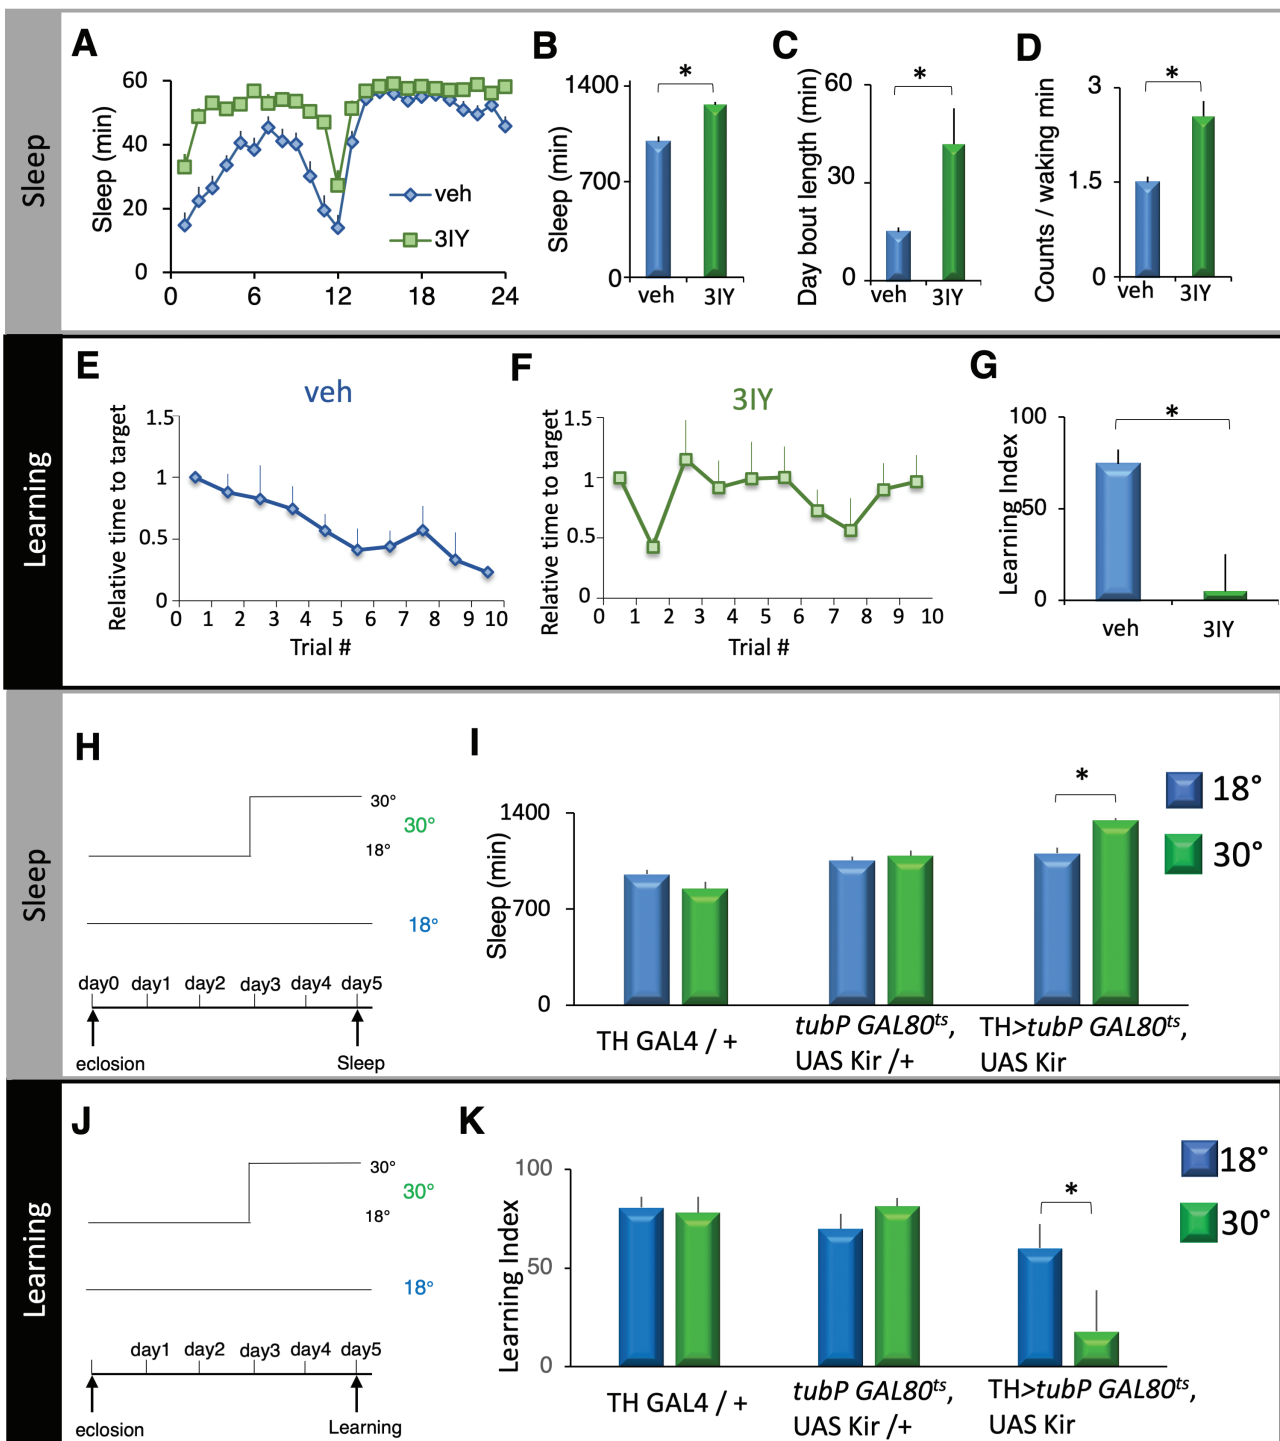 Sleep
A
Sleep (min)
60
40
20
0
0 6 12 18 24
veh
3IY
B
Sleep (min)
1400
700
0
*
veh 3IY
C
Day bout length (min)
60
30
0
*
veh 3IY
D
Counts / waking min
3
1.5
0
*
veh 3IY
Learning
E
veh
Relative time to target
1.5
1
0.5
0
0 1 2 3 4 5 6 7 8 9 10
Trial #
F
3IY
Relative time to target
1.5
1
0.5
0
0 1 2 3 4 5 6 7 8 9 10
Trial #
G
Learning Index
100
50
0
*
veh 3IY
Sleep
H
30°
30°
18°
18°
day0 day1 day2 day3 day4 day5
eclosion Sleep
I
Sleep (min)
1400
700
0
*
18°
30°
TH GAL4 / +
tubP GAL80ts,
UAS Kir /+
TH>tubP GAL80ts,
UAS Kir
Learning
J
30°
30°
18°
18°
day1 day2 day3 day4 day5
eclosion Learning
K
Learning Index
100
50
0
*
18°
30°
TH GAL4 / +
tubP GAL80ts,
UAS Kir /+
TH>tubP GAL80ts,
UAS Kir